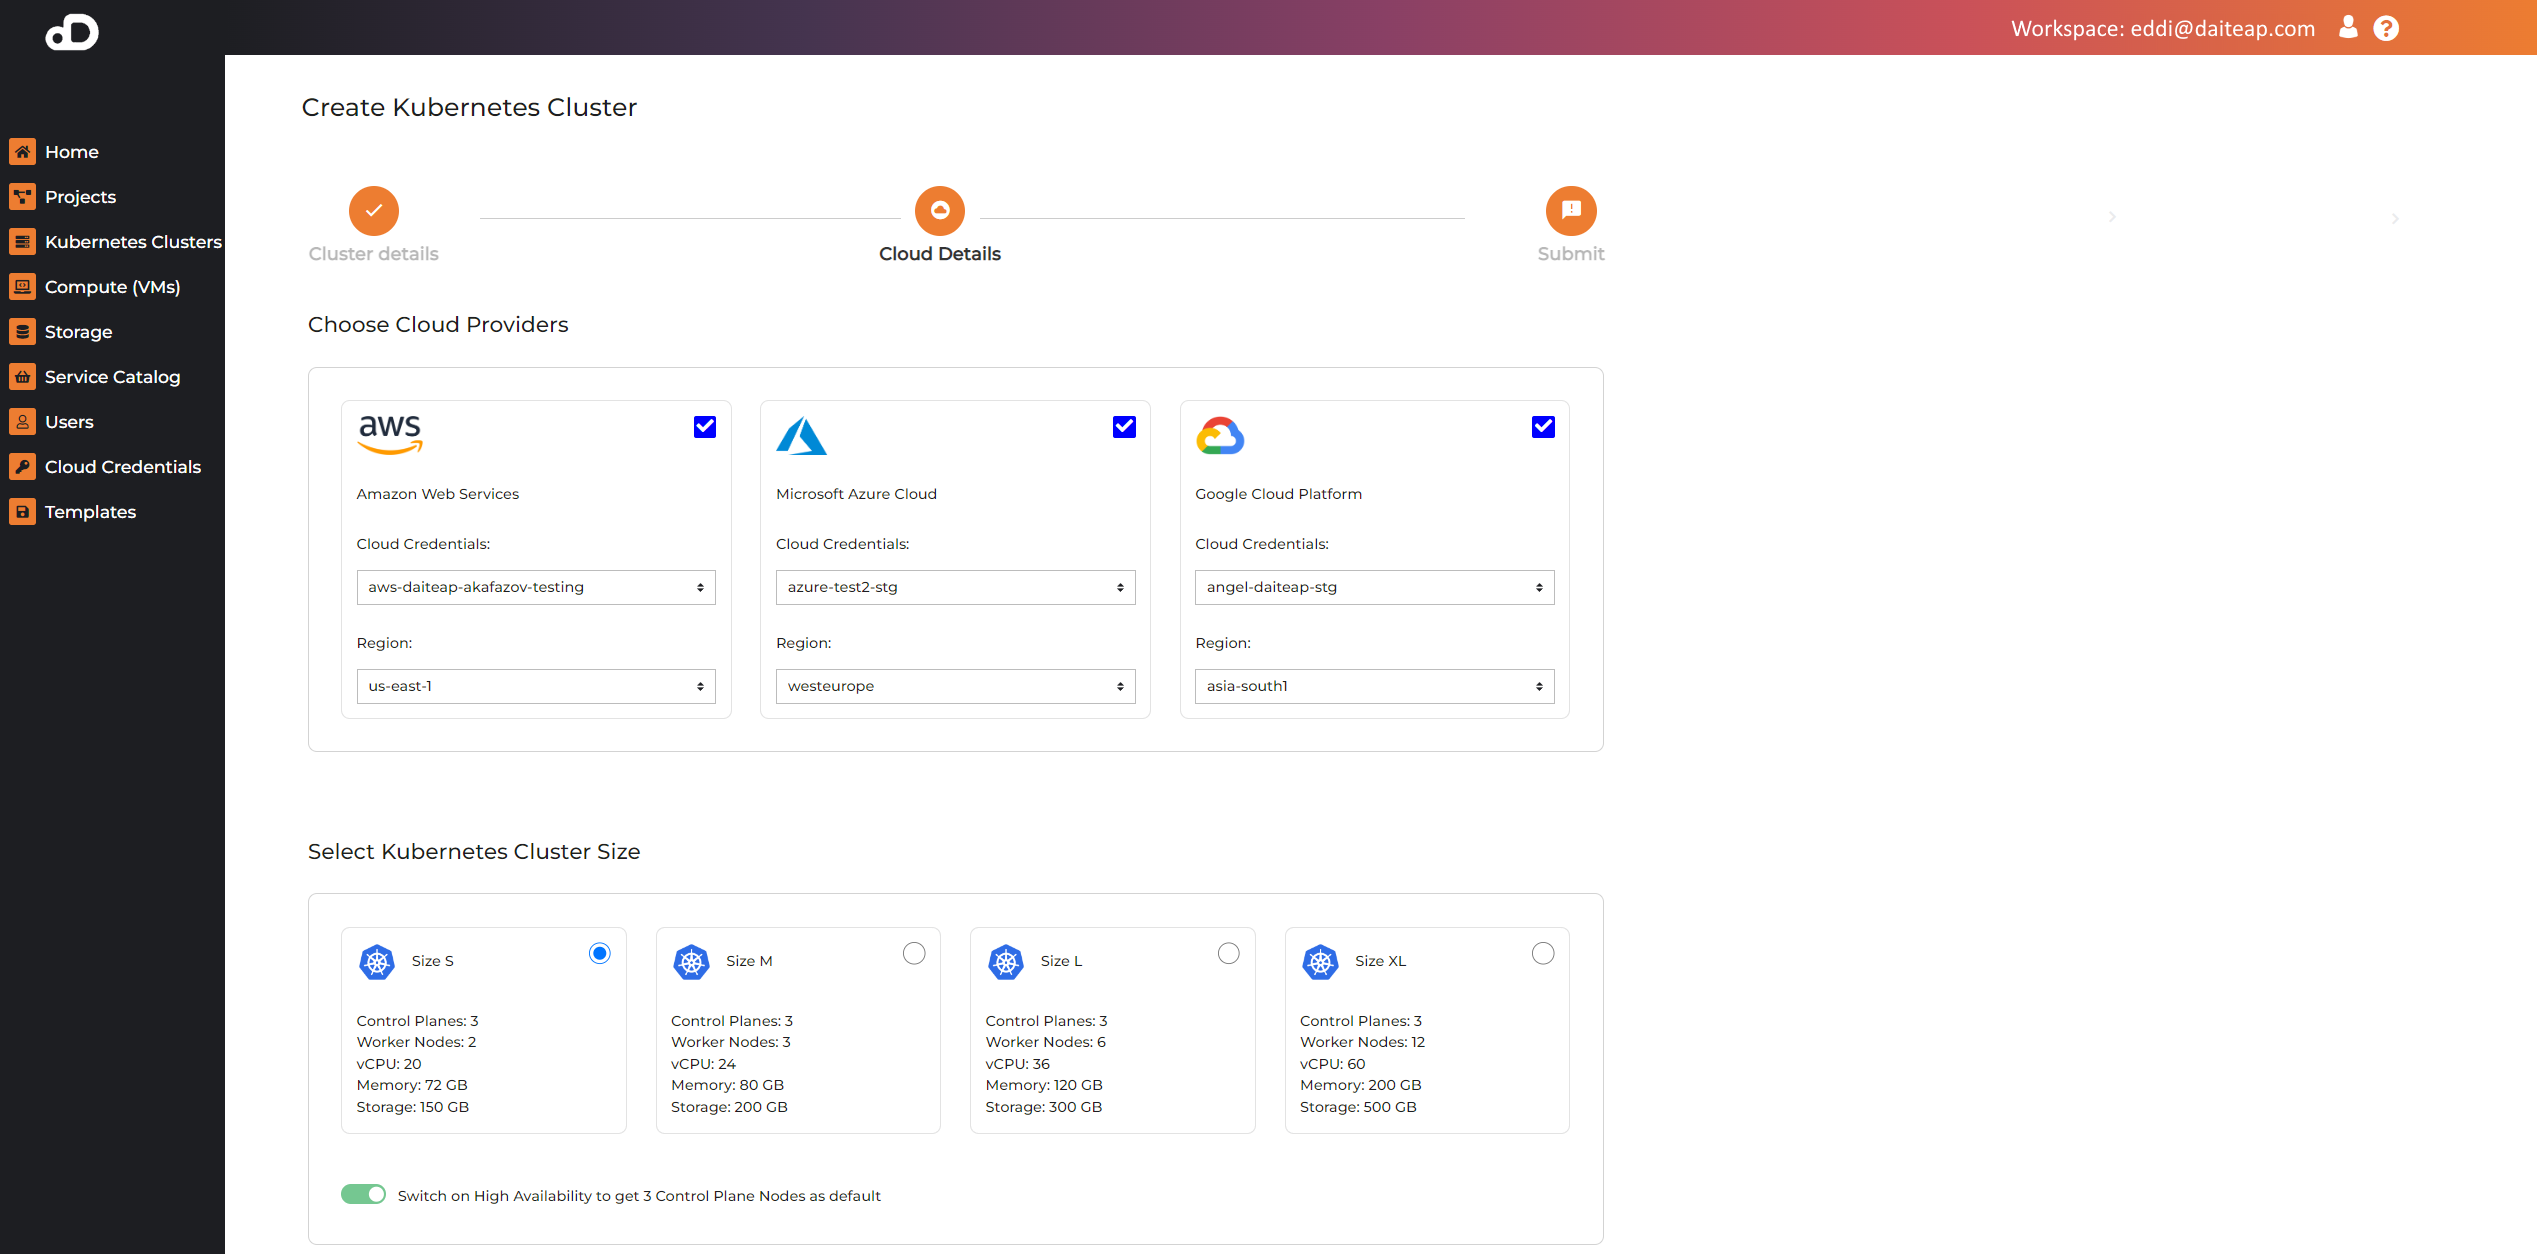 Workspace: eddi@daiteap.com
Home
Projects
Kubernetes Clusters
Compute (VMs)
Storage
Service Catalog
Users
Cloud Credentials
Templates
Create Kubernetes Cluster
Cluster details
Cloud Details
Submit
Choose Cloud Providers
aws
Amazon Web Services
Cloud Credentials:
aws-daiteap-akafazov-testing
Region:
us-east-1
Microsoft Azure Cloud
Cloud Credentials:
azure-test2-stg
Region:
westeurope
Google Cloud Platform
Cloud Credentials:
angel-daiteap-stg
Region:
asia-south1
Select Kubernetes Cluster Size
Size S
Control Planes: 3
Worker Nodes: 2
vCPU: 20
Memory: 72 GB
Storage: 150 GB
Size M
Control Planes: 3
Worker Nodes: 3
vCPU: 24
Memory: 80 GB
Storage: 200 GB
Size L
Control Planes: 3
Worker Nodes: 6
vCPU: 36
Memory: 120 GB
Storage: 300 GB
Size XL
Control Planes: 3
Worker Nodes: 12
vCPU: 60
Memory: 200 GB
Storage: 500 GB
Switch on High Availability to get 3 Control Plane Nodes as default